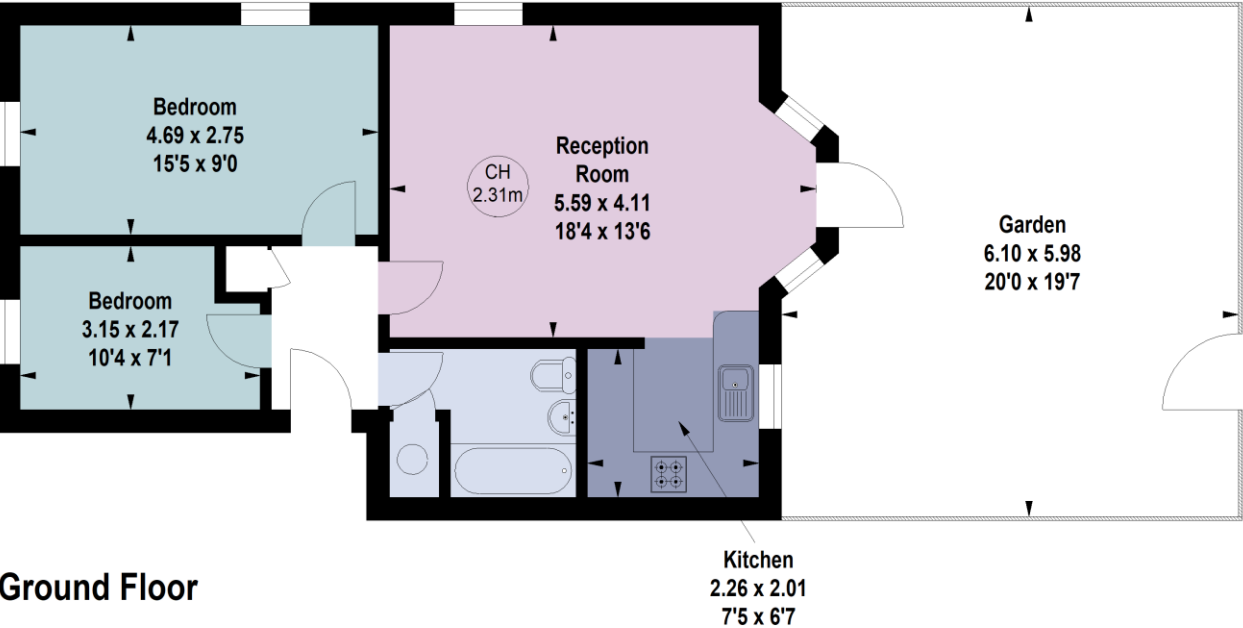 Bedroom
4.69 x 2.75
15'5 x 9'0
Reception
Room
5.59 x 4.11
18'4 x 13'6
CH
2.31m
Garden
6.10 x 5.98
20'0 x 19'7
Bedroom
3.15 x 2.17
10'4 x 7'1
Kitchen
2.26 x 2.01
7'5 x 6'7
Ground Floor